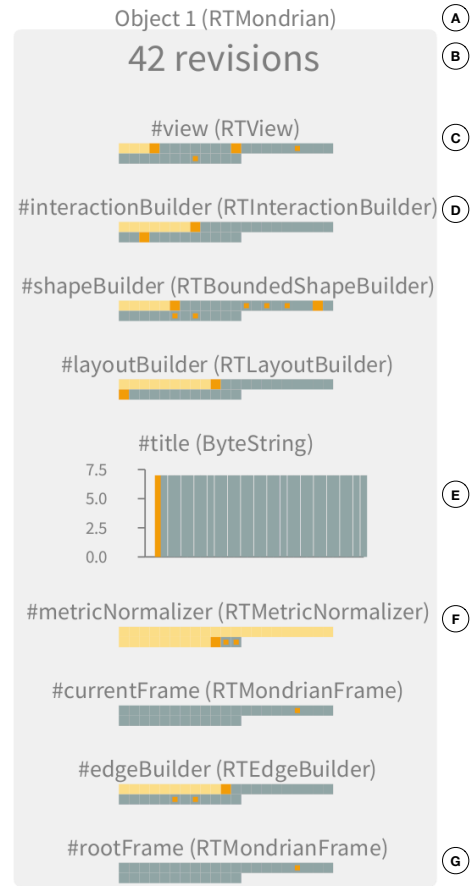 Object 1 (RTMondrian) A
42 revisions B
#view (RTView) C
#interactionBuilder (RTInteractionBuilder) D
#shapeBuilder (RTBoundedShapeBuilder)
#layoutBuilder (RTLayoutBuilder)
#title (ByteString)
7.5
5.0 E
2.5
0.0
#metricNormalizer (RTMetricNormalizer) F
#currentFrame (RTMondrianFrame)
#edgeBuilder (RTEdgeBuilder)
#rootFrame (RTMondrianFrame) G